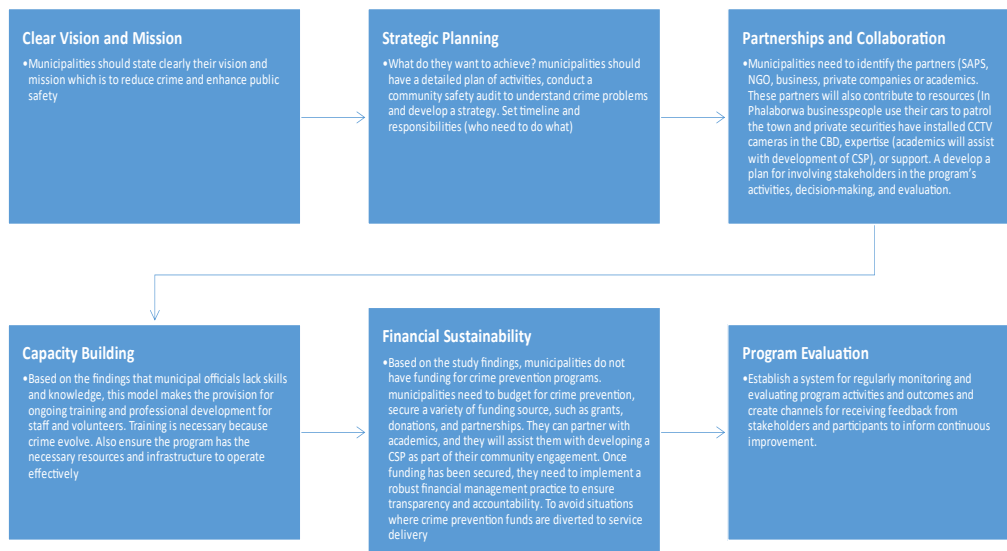 Clear Vision and Mission
•Municipalities should state clearly their vision and
mission which is to reduce crime and enhance public
safety
Strategic Planning
•What do they want to achieve? municipalities should
have a detailed plan of activities, conduct a
community safety audit to understand crime problems
and develop a strategy. Set timeline and
responsibilities (who need to do what)
Partnerships and Collaboration
•Municipalities need to identify the partners (SAPS,
NGO, business, private companies or academics.
These partners will also contribute to resources (In
Phalaborwa businesspeople use their cars to patrol
the town and private securities have installed CCTV
cameras in the CBD, expertise (academics will assist
with development of CSP), or support. A develop a
plan for involving stakeholders in the program's
activities, decision-making, and evaluation.
Capacity Building
•Based on the findings that municipal officials lack skills
and knowledge, this model makes the provision for
ongoing training and professional development for
staff and volunteers. Training is necessary because
crime evolve. Also ensure the program has the
necessary resources and infrastructure to operate
effectively
Financial Sustainability
•Based on the study findings, municipalities do not
have funding for crime prevention programs.
municipalities need to budget for crime prevention,
secure a variety of funding source, such as grants,
donations, and partnerships. They can partner with
academics, and they will assist them with developing a
CSP as part of their community engagement. Once
funding has been secured, they need to implement a
robust financial management practice to ensure
transparency and accountability. To avoid situations
where crime prevention funds are diverted to service
delivery
Program Evaluation
•Establish a system for regularly monitoring and
evaluating program activities and outcomes and
create channels for receiving feedback from
stakeholders and participants to inform continuous
improvement.